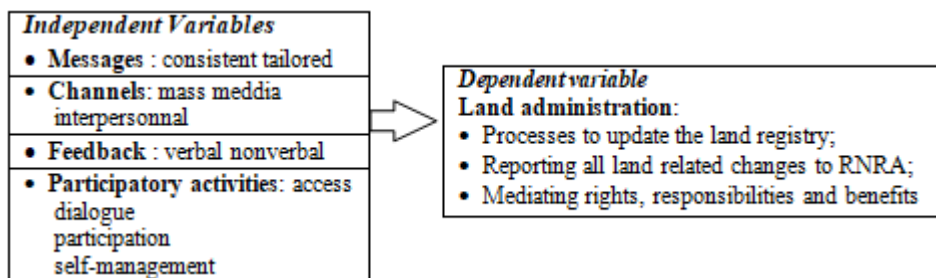 Independent Variables
• Messages : consistent tailored
• Channels: mass meddia
interpersonnal
• Feedback : verbal nonverbal
• Participatory activities: access
dialogue
participation
self-management
Dependent variable
Land administration:
• Processes to update the land registry;
• Reporting all land related changes to RNRA;
• Mediating rights, responsibilities and benefits